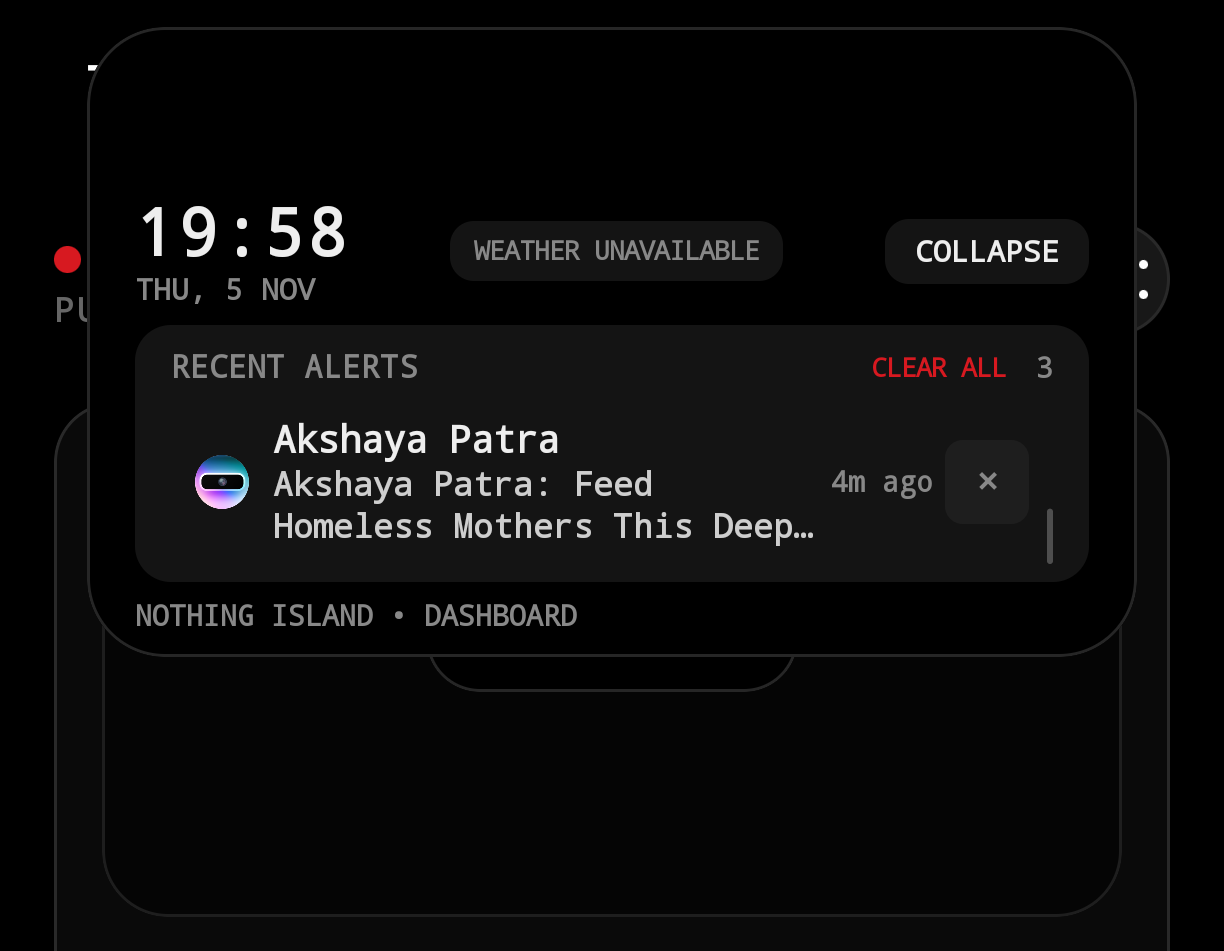 19:58
THU, 5 NOV
WEATHER UNAVAILABLE
COLLAPSE
RECENT ALERTS
CLEAR ALL 3
Akshaya Patra
Akshaya Patra: Feed
Homeless Mothers This Deep…
4m ago
×
NOTHING ISLAND • DASHBOARD